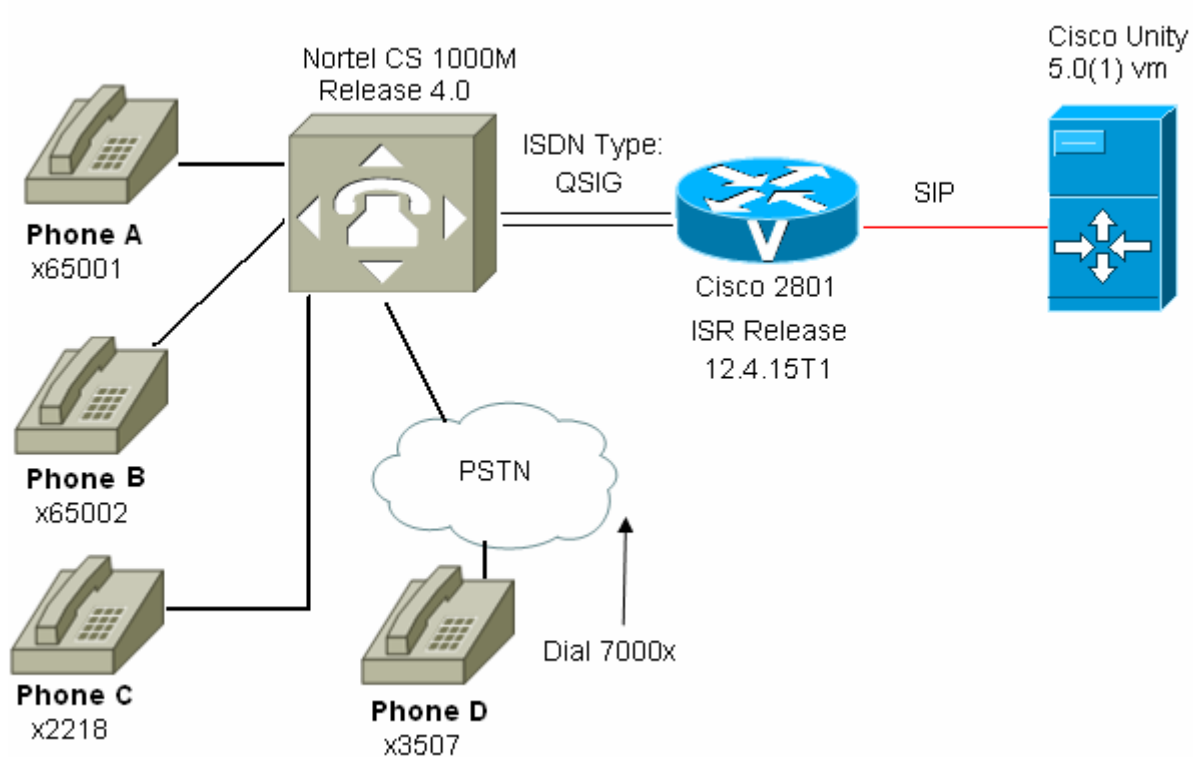 Nortel CS 1000M
Release 4.0
Cisco Unity
5.0(1) vm
ISDN Type:
QSIG
SIP
Phone A
x65001
V
Cisco 2801
ISR Release
12.4.15T1
Phone B
x65002
PSTN
Dial 7000x
Phone C
x2218
Phone D
x3507